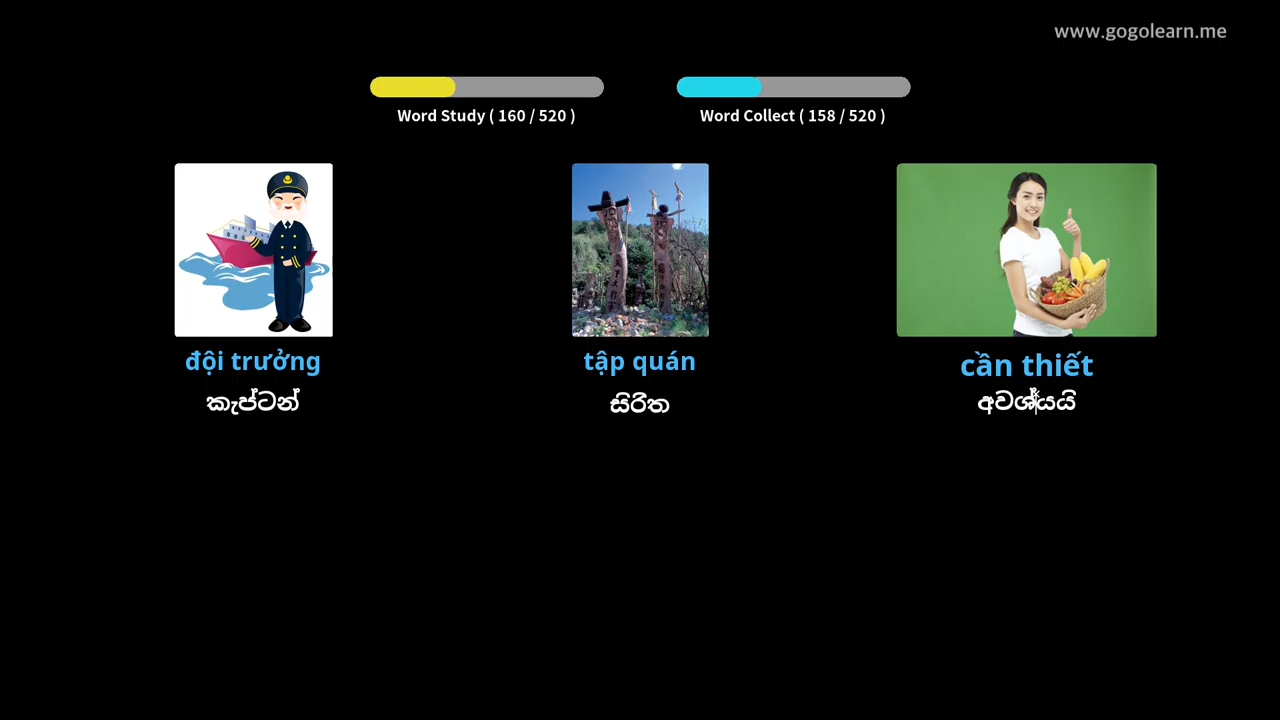 www.gogolearn.me
Word Study ( 160 / 520 )
Word Collect ( 158 / 520 )
đội trưởng
කැප්ටන්
tập quán
සිරිත
cần thiết
අවශ්‍යයි